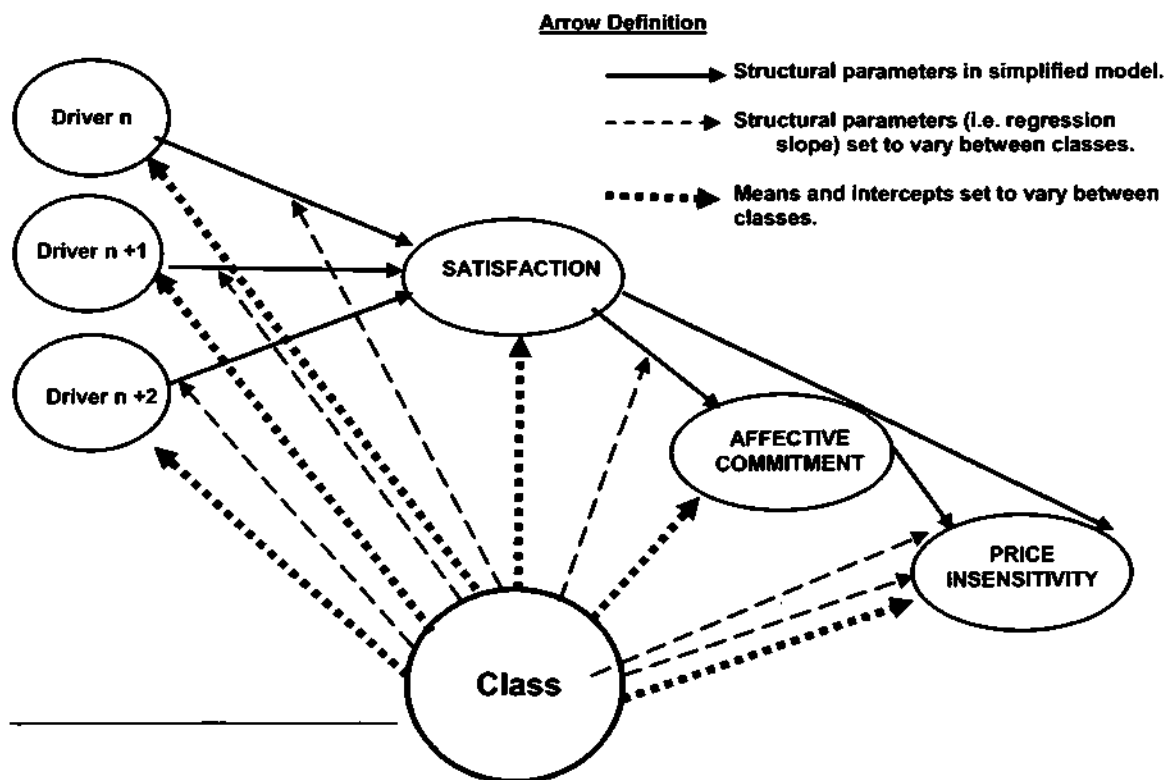 Arrow Definition
Structural parameters in simplified model.
Structural parameters (i.e. regression
slope) set to vary between classes.
Means and intercepts set to vary between
classes.
Driver n
Driver n +1
Driver n +2
SATISFACTION
AFFECTIVE
COMMITMENT
PRICE
INSENSITIVITY
Class